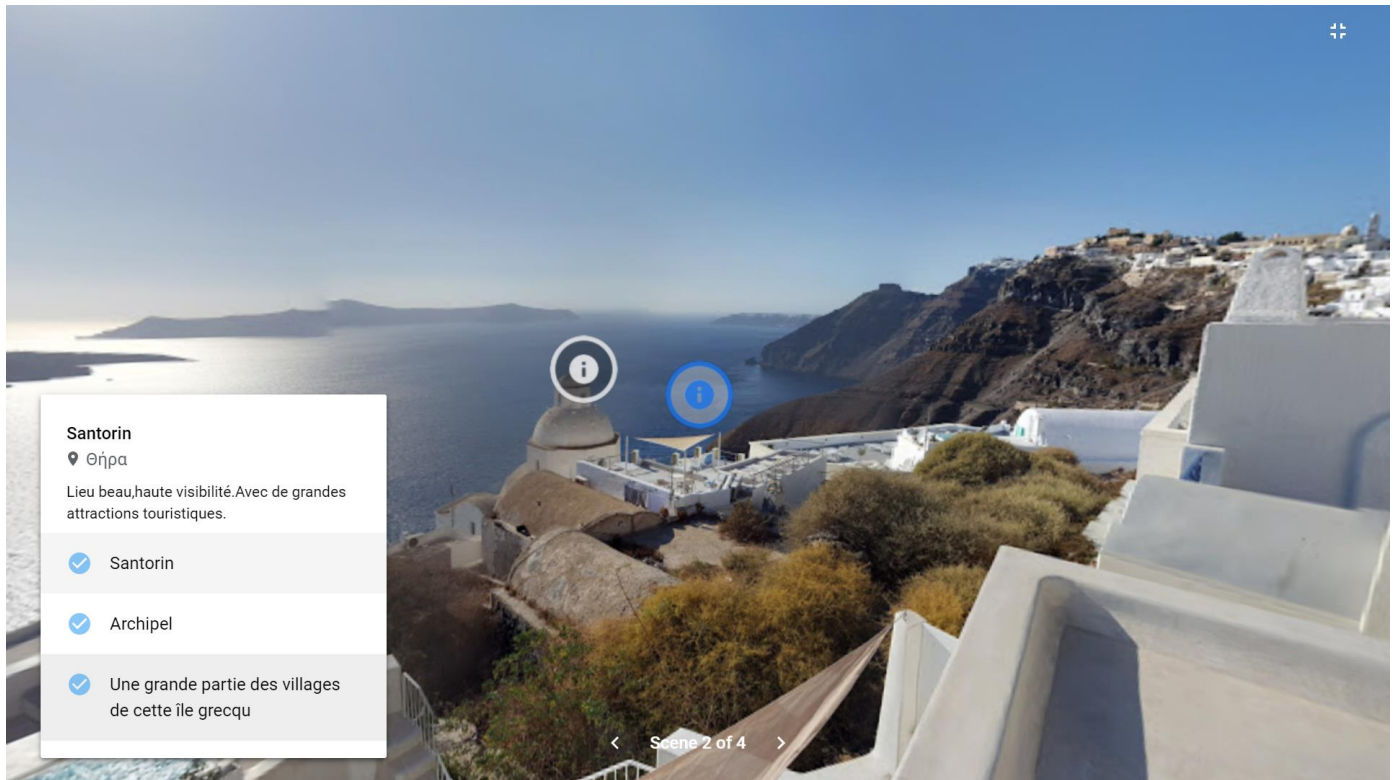 Santorin
Θήρα
Lieu beau,haute visibilité.Avec de grandes
attractions touristiques.
Santorin
Archipel
Une grande partie des villages
de cette île grecqu
Scene 2 of 4